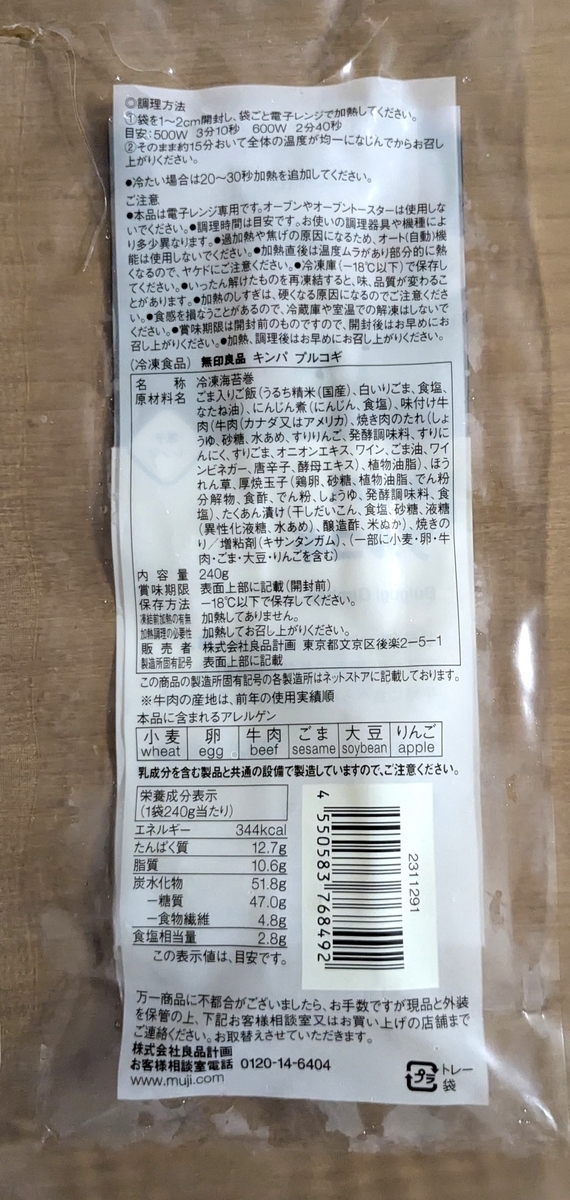 ◎調理方法
①袋を1~2cm開封し、袋ごと電子レンジで加熱してください。
目安:500W 3分10秒 600W 2分40秒
②そのまま約15分おいて全体の温度が均一になじんでからお召し
上がりください。
●冷たい場合は20~30秒加熱を追加してください。
ご注意
●本品は電子レンジ専用です。オーブンやオーブントースターは使用しな
いでください。●調理時間は目安です。お使いの調理器具や機種によ
り多少異なります。●過加熱や焦げの原因になるため、オート(自動)機
能は使用しないでください。●加熱直後は温度ムラがあり部分的に熱
くなるので、ヤケドにご注意ください。●冷凍庫(−18℃以下)で保存し
てください。●いったん解けたものを再凍結すると、味、品質が変わるこ
とがあります。●加熱のしすぎは、硬くなる原因になるのでご注意くださ
い。●食感を損なうことがあるので、冷蔵庫や室温での解凍はしないで
ください。●賞味期限は開封前のものですので、開封後はお早めにお
召し上がりください。●加熱、調理後はお早めにお召し上がりください。
(冷凍食品) 無印良品 キンパ プルコギ
名称 冷凍海苔巻
原材料名 ごま入りご飯(うるち精米(国産)、白いりごま、食塩、
なたね油)、にんじん煮(にんじん、食塩)、味付け牛
肉(牛肉(カナダ又はアメリカ)、焼き肉のたれ(しょ
うゆ、砂糖、水あめ、すりりんご、発酵調味料、すりに
んにく、すりごま、オニオンエキス、ワイン、ごま油、ワイ
ンビネガー、唐辛子、酵母エキス)、植物油脂)、ほう
れん草、厚焼玉子(鶏卵、砂糖、植物油脂、でん粉
分解物、食酢、でん粉、しょうゆ、発酵調味料、食
塩)、たくあん漬け(干しだいこん、食塩、砂糖、液糖
(異性化液糖、水あめ)、醸造酢、米ぬか)、焼きの
り/増粘剤(キサンタンガム)、(一部に小麦・卵・牛
肉・ごま・大豆・りんごを含む)
内容量 240g
賞味期限 表面上部に記載(開封前)
保存方法 −18℃以下で保存してください。
凍結前加熱の有無 加熱してありません。
加熱調理の必要性 加熱してお召し上がりください。
販売者 株式会社良品計画 東京都文京区後楽2−5−1
製造所固有記号 表面上部に記載
この商品の製造所固有記号の各製造所はネットストアに記載しております。
※牛肉の産地は、前年の使用実績順
本品に含まれるアレルゲン
小麦 卵 牛肉 ごま 大豆 りんご
wheat egg beef sesame soybean apple
乳成分を含む製品と共通の設備で製造していますので、ご注意ください。
栄養成分表示
(1袋240g当たり)
エネルギー 344kcal
たんぱく質 12.7g
脂質 10.6g
炭水化物 51.8g
−糖質 47.0g
−食物繊維 4.8g
食塩相当量 2.8g
この表示値は、目安です。
4 550583 768492
2311291
万一商品に不都合がございましたら、お手数ですが現品と外装
を保管の上、下記お客様相談室又はお買い上げの店舗まで
ご連絡ください。お取替えさせていただきます。
株式会社良品計画
お客様相談室電話 0120-14-6404
www.muji.com
プラ
トレー
袋